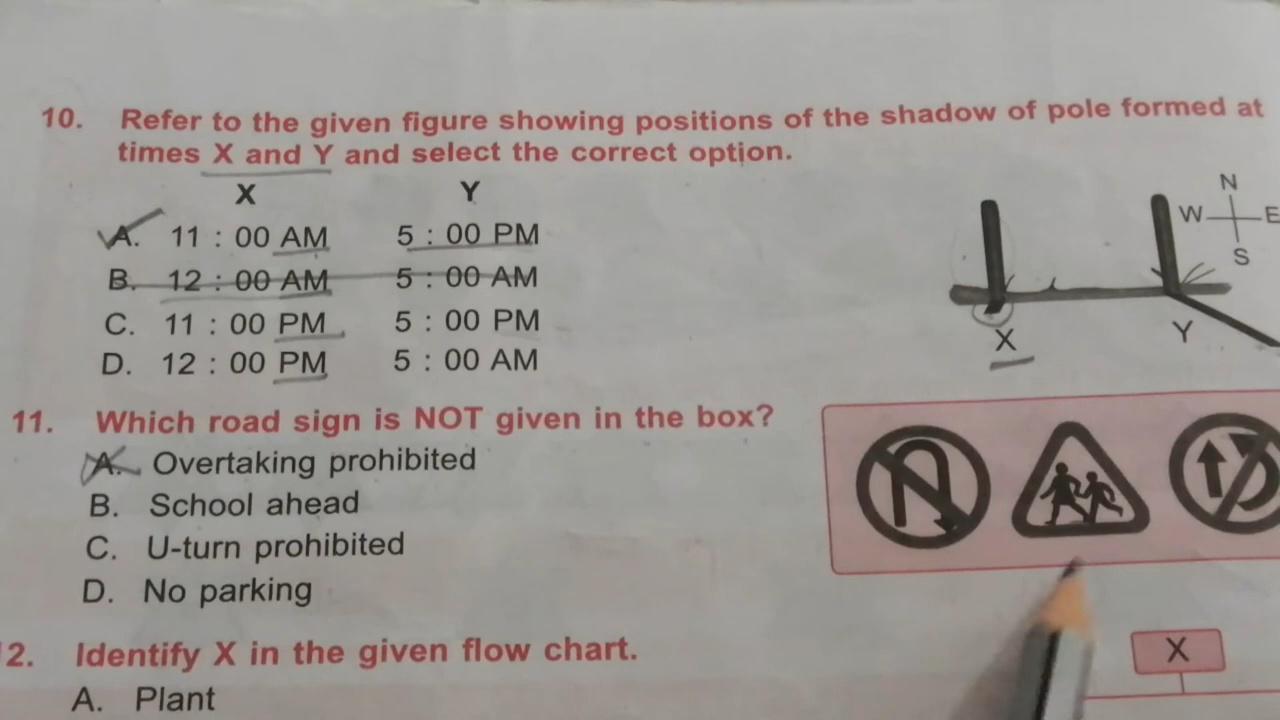 10. Refer to the given figure showing positions of the shadow of pole formed at
times X and Y and select the correct option.
X Y
A. 11 : 00 AM 5 : 00 PM
B. 12 : 00 AM 5 : 00 AM
C. 11 : 00 PM 5 : 00 PM
D. 12 : 00 PM 5 : 00 AM
N
W E
S
X Y
11. Which road sign is NOT given in the box?
A. Overtaking prohibited
B. School ahead
C. U-turn prohibited
D. No parking
12. Identify X in the given flow chart.
A. Plant
X